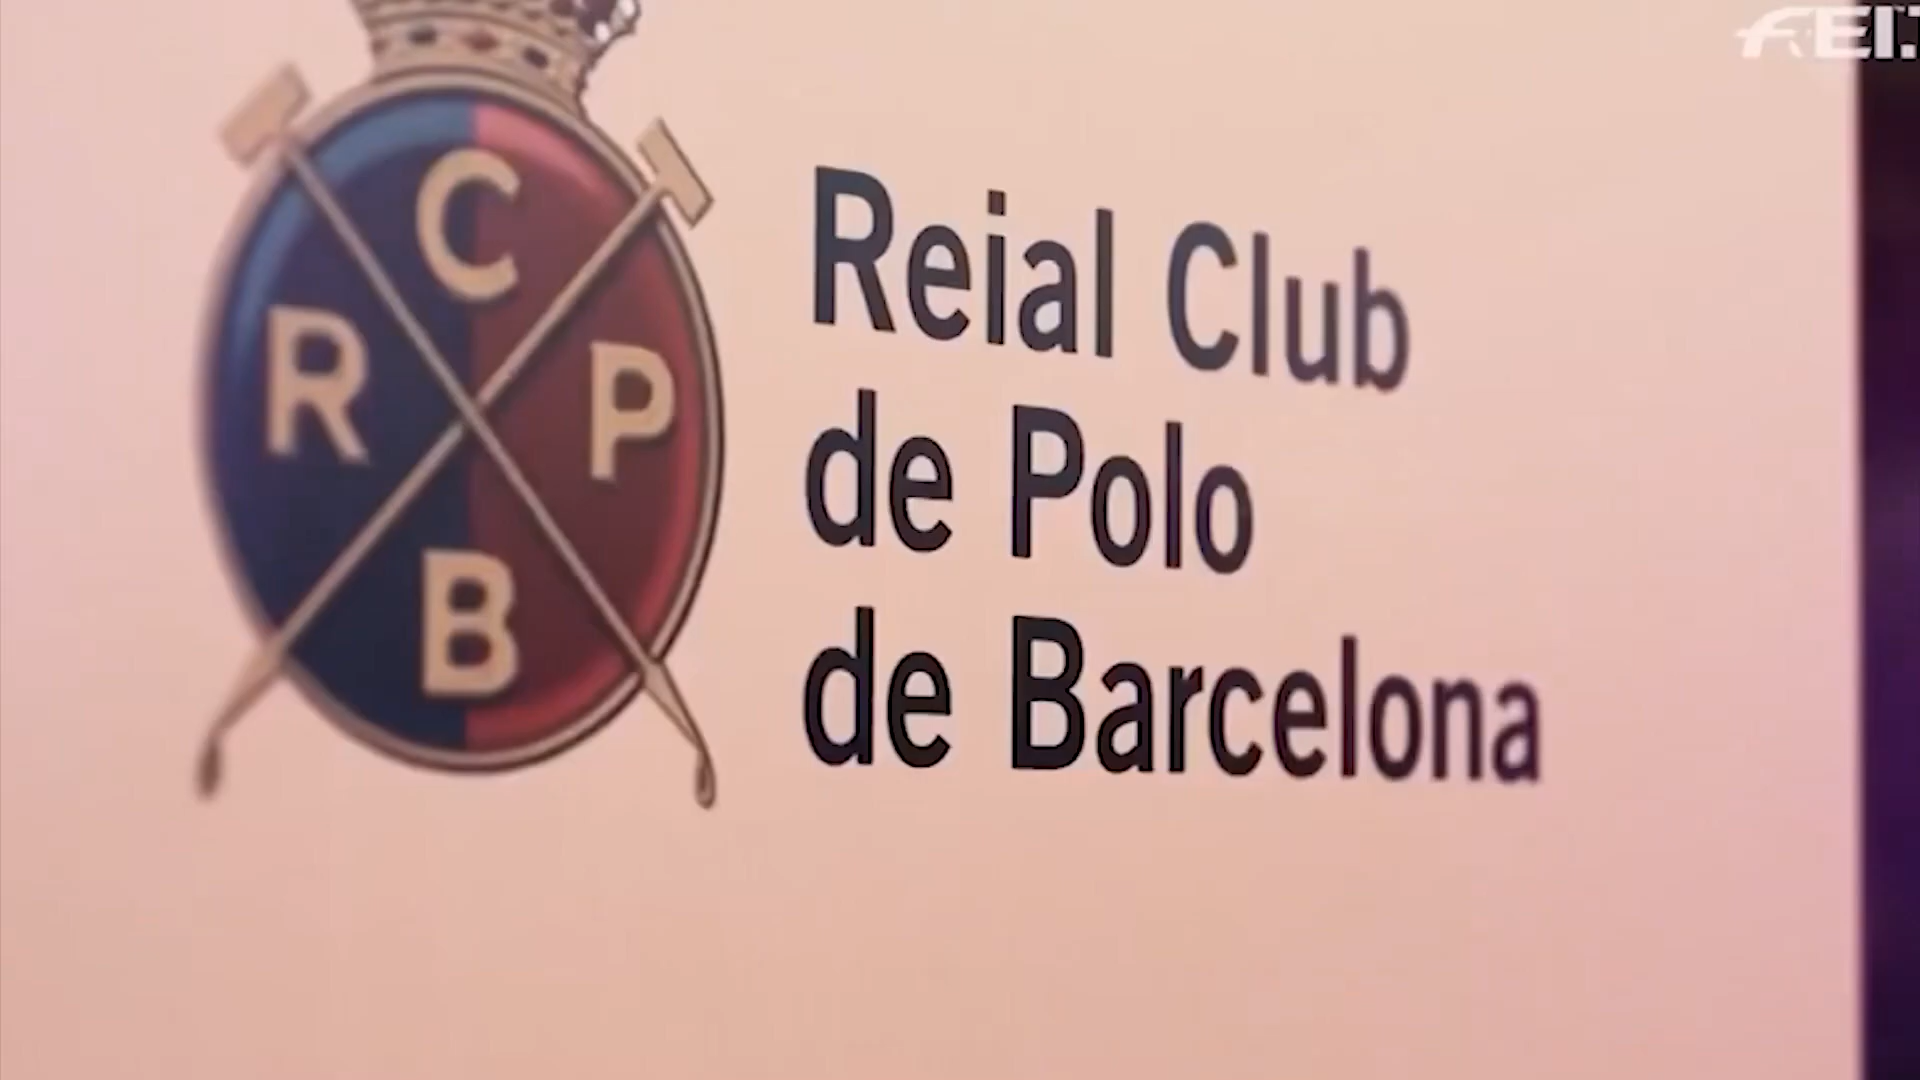 FEI.
C
R P
B
Reial Club
de Polo
de Barcelona